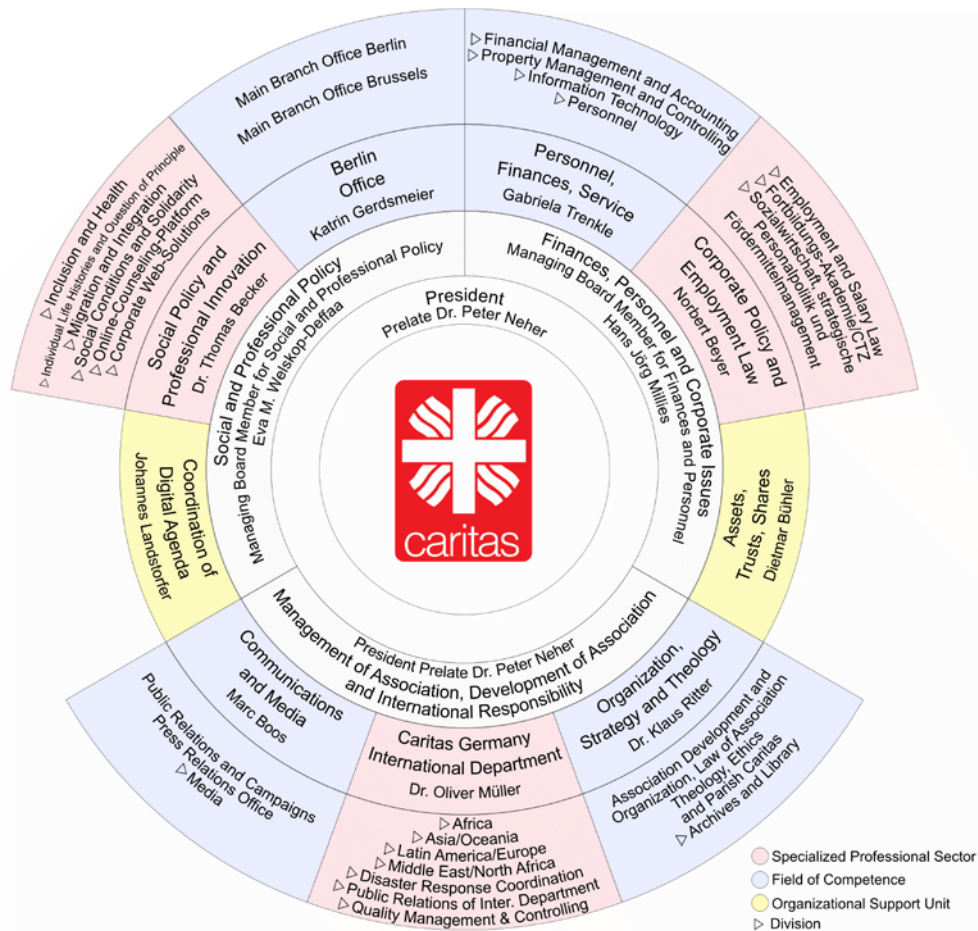 Main Branch Office Berlin
Main Branch Office Brussels
Berlin
Office
Katrin Gerdsmeier
▷ Financial Management and Accounting
▷ Property Management and Controlling
▷ Information Technology
▷ Personnel
Personnel,
Finances, Service
Gabriela Trenkle
▷ Employment and Salary Law
▷ Fortbildungs-Akademie/CTZ
▷ Sozialwirtschaft, strategische
Personalpolitik und
Fördermittelmanagement
Corporate Policy and
Employment Law
Norbert Beyer
▷ Inclusion and Health
▷ Individual Life Histories and Question of Principle
▷ Migration and Integration
▷ Social Conditions and Solidarity
▷ Online-Counseling-Platform
▷ Corporate Web-Solutions
Social Policy and
Professional Innovation
Dr. Thomas Becker
Social and Professional Policy
Managing Board Member for Social and Professional Policy
Eva M. Welskop-Deffaa
Finances, Personnel and Corporate Issues
Managing Board Member for Finances and Personnel
Hans Jörg Millies
President
Prelate Dr. Peter Neher
caritas
Coordination of
Digital Agenda
Johannes Landstorfer
Assets,
Trusts, Shares
Dietmar Bühler
President Prelate Dr. Peter Neher
Management of Association, Development of Association
and International Responsibility
Communications
and Media
Marc Boos
Public Relations and Campaigns
Press Relations Office
▷ Media
Caritas Germany
International Department
Dr. Oliver Müller
▷ Africa
▷ Asia/Oceania
▷ Latin America/Europe
▷ Middle East/North Africa
▷ Disaster Response Coordination
▷ Public Relations of Inter. Department
▷ Quality Management & Controlling
Organization,
Strategy and Theology
Dr. Klaus Ritter
Association Development and
Organization, Law of Association
Theology, Ethics
and Parish Caritas
▷ Archives and Library
Specialized Professional Sector
Field of Competence
Organizational Support Unit
▷ Division